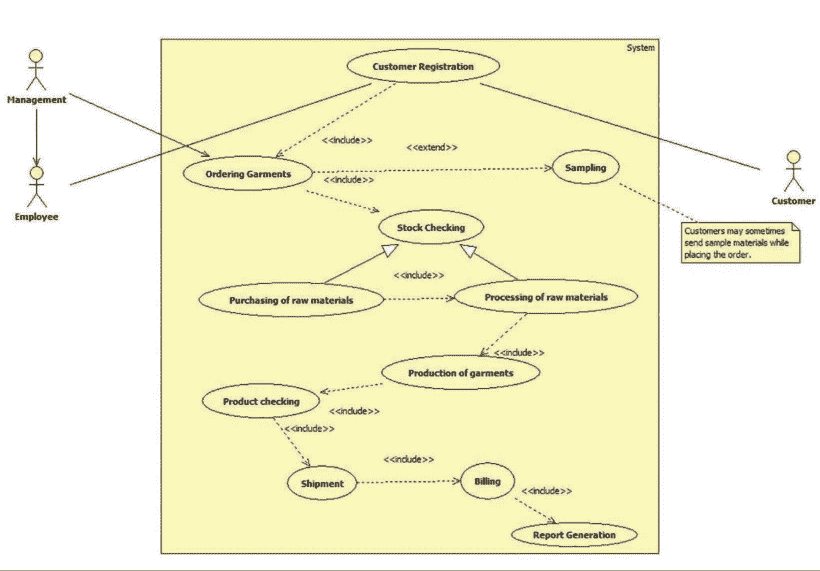 System
Customer Registration
Management
<<include>>
<<extend>>
Ordering Garments
<<include>>
Sampling
Employee
Customer
Stock Checking
Customers may sometimes
send sample materials while
placing the order.
<<include>>
Purchasing of raw materials
Processing of raw materials
<<include>>
Production of garments
Product checking
<<include>>
<<include>>
<<include>>
Shipment
Billing
<<include>>
Report Generation